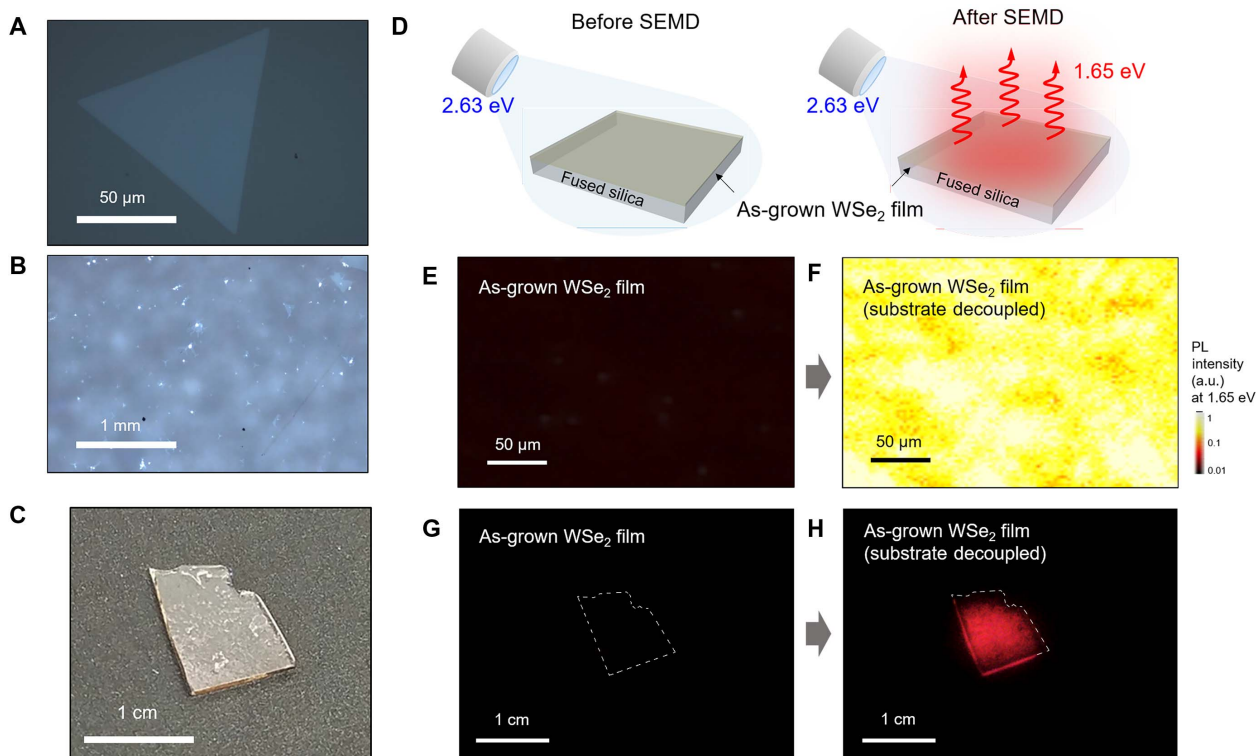 A
50 µm
B
1 mm
C
1 cm
D
Before SEMD
2.63 eV
Fused silica
As-grown WSe₂ film
After SEMD
2.63 eV
1.65 eV
Fused silica
E
As-grown WSe₂ film
50 µm
F
As-grown WSe₂ film
(substrate decoupled)
50 µm
PL
intensity
(a.u.)
at 1.65 eV
1
0.1
0.01
G
As-grown WSe₂ film
1 cm
H
As-grown WSe₂ film
(substrate decoupled)
1 cm